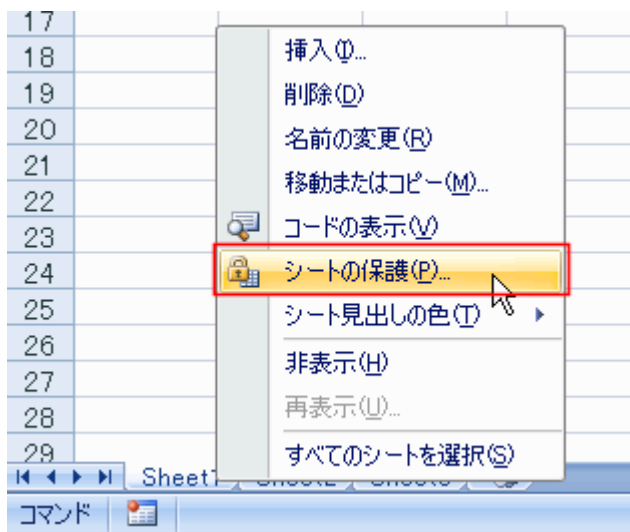 17
18
19
20
21
22
23
24
25
26
27
28
29
挿入(I)...
削除(D)
名前の変更(R)
移動またはコピー(M)...
コードの表示(V)
シートの保護(P)...
シート見出しの色(T)
非表示(H)
再表示(U)...
すべてのシートを選択(S)
Sheet1
コマンド